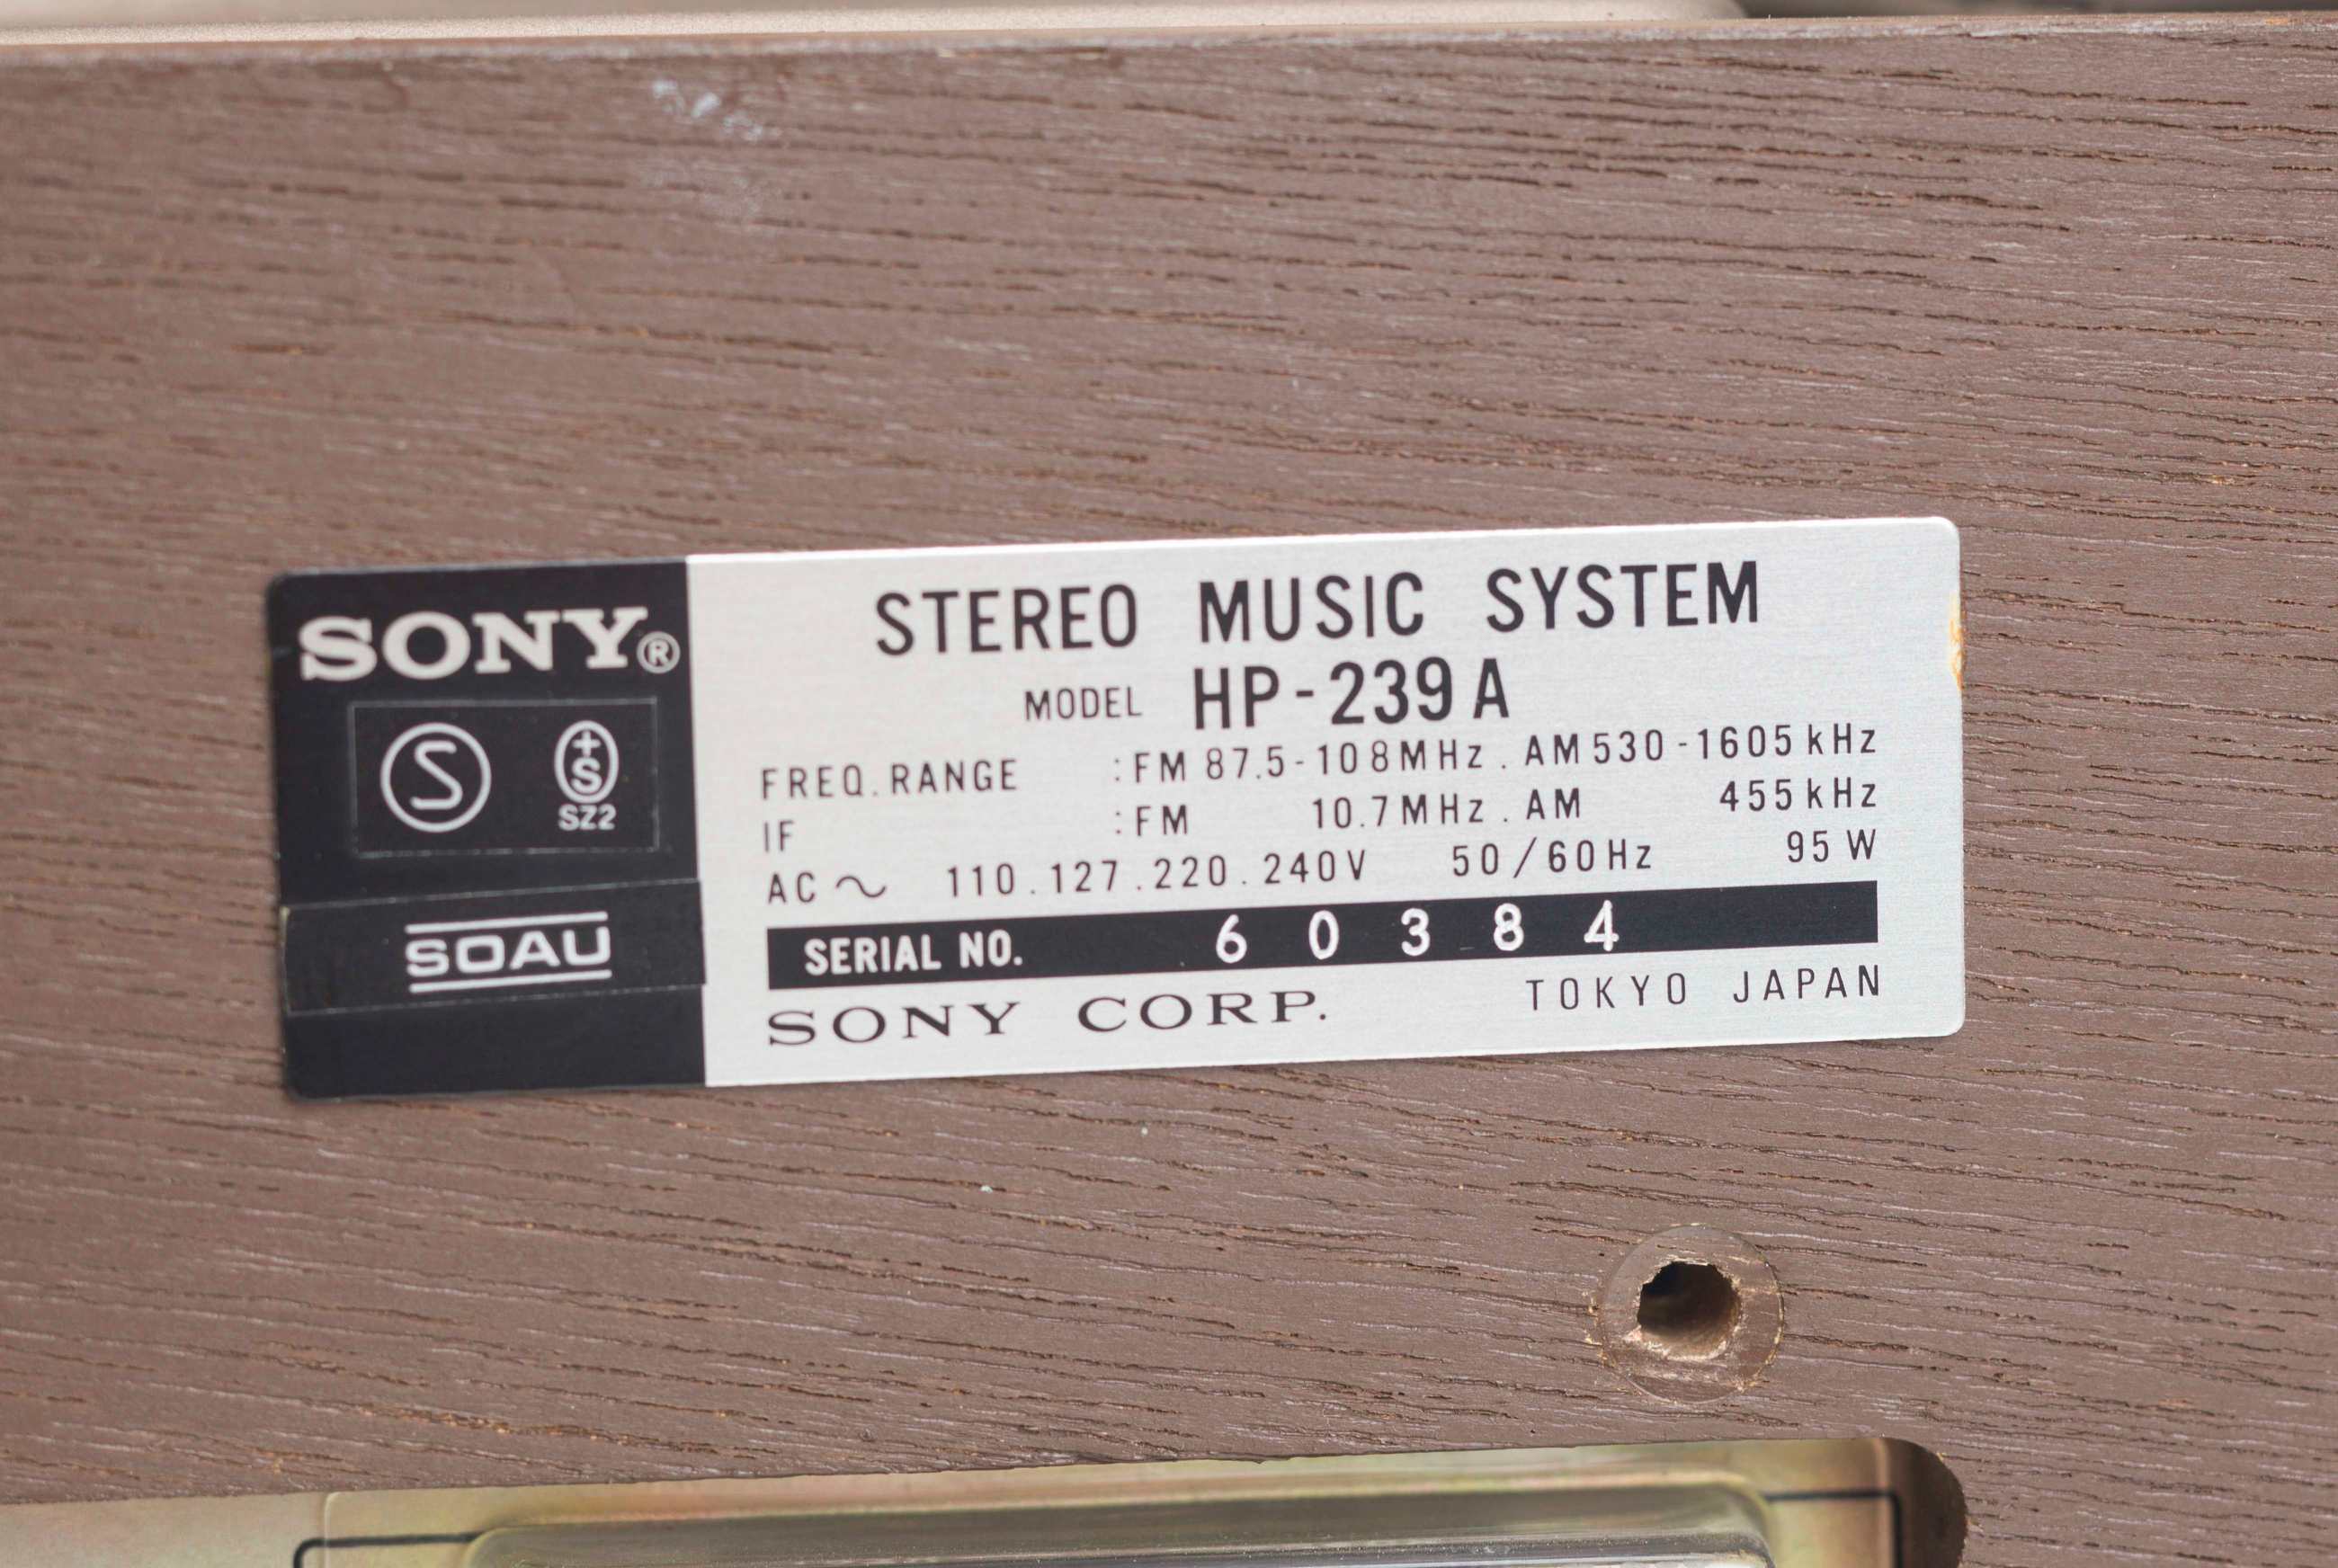 SONY®
S
+S
SZ2
SOAU
STEREO MUSIC SYSTEM
MODEL HP-239A
FREQ. RANGE :FM 87.5-108MHz. AM 530-1605kHz
IF :FM 10.7MHz. AM 455kHz
AC ~ 110.127.220.240V 50/60Hz 95W
SERIAL NO. 60384
SONY CORP. TOKYO JAPAN